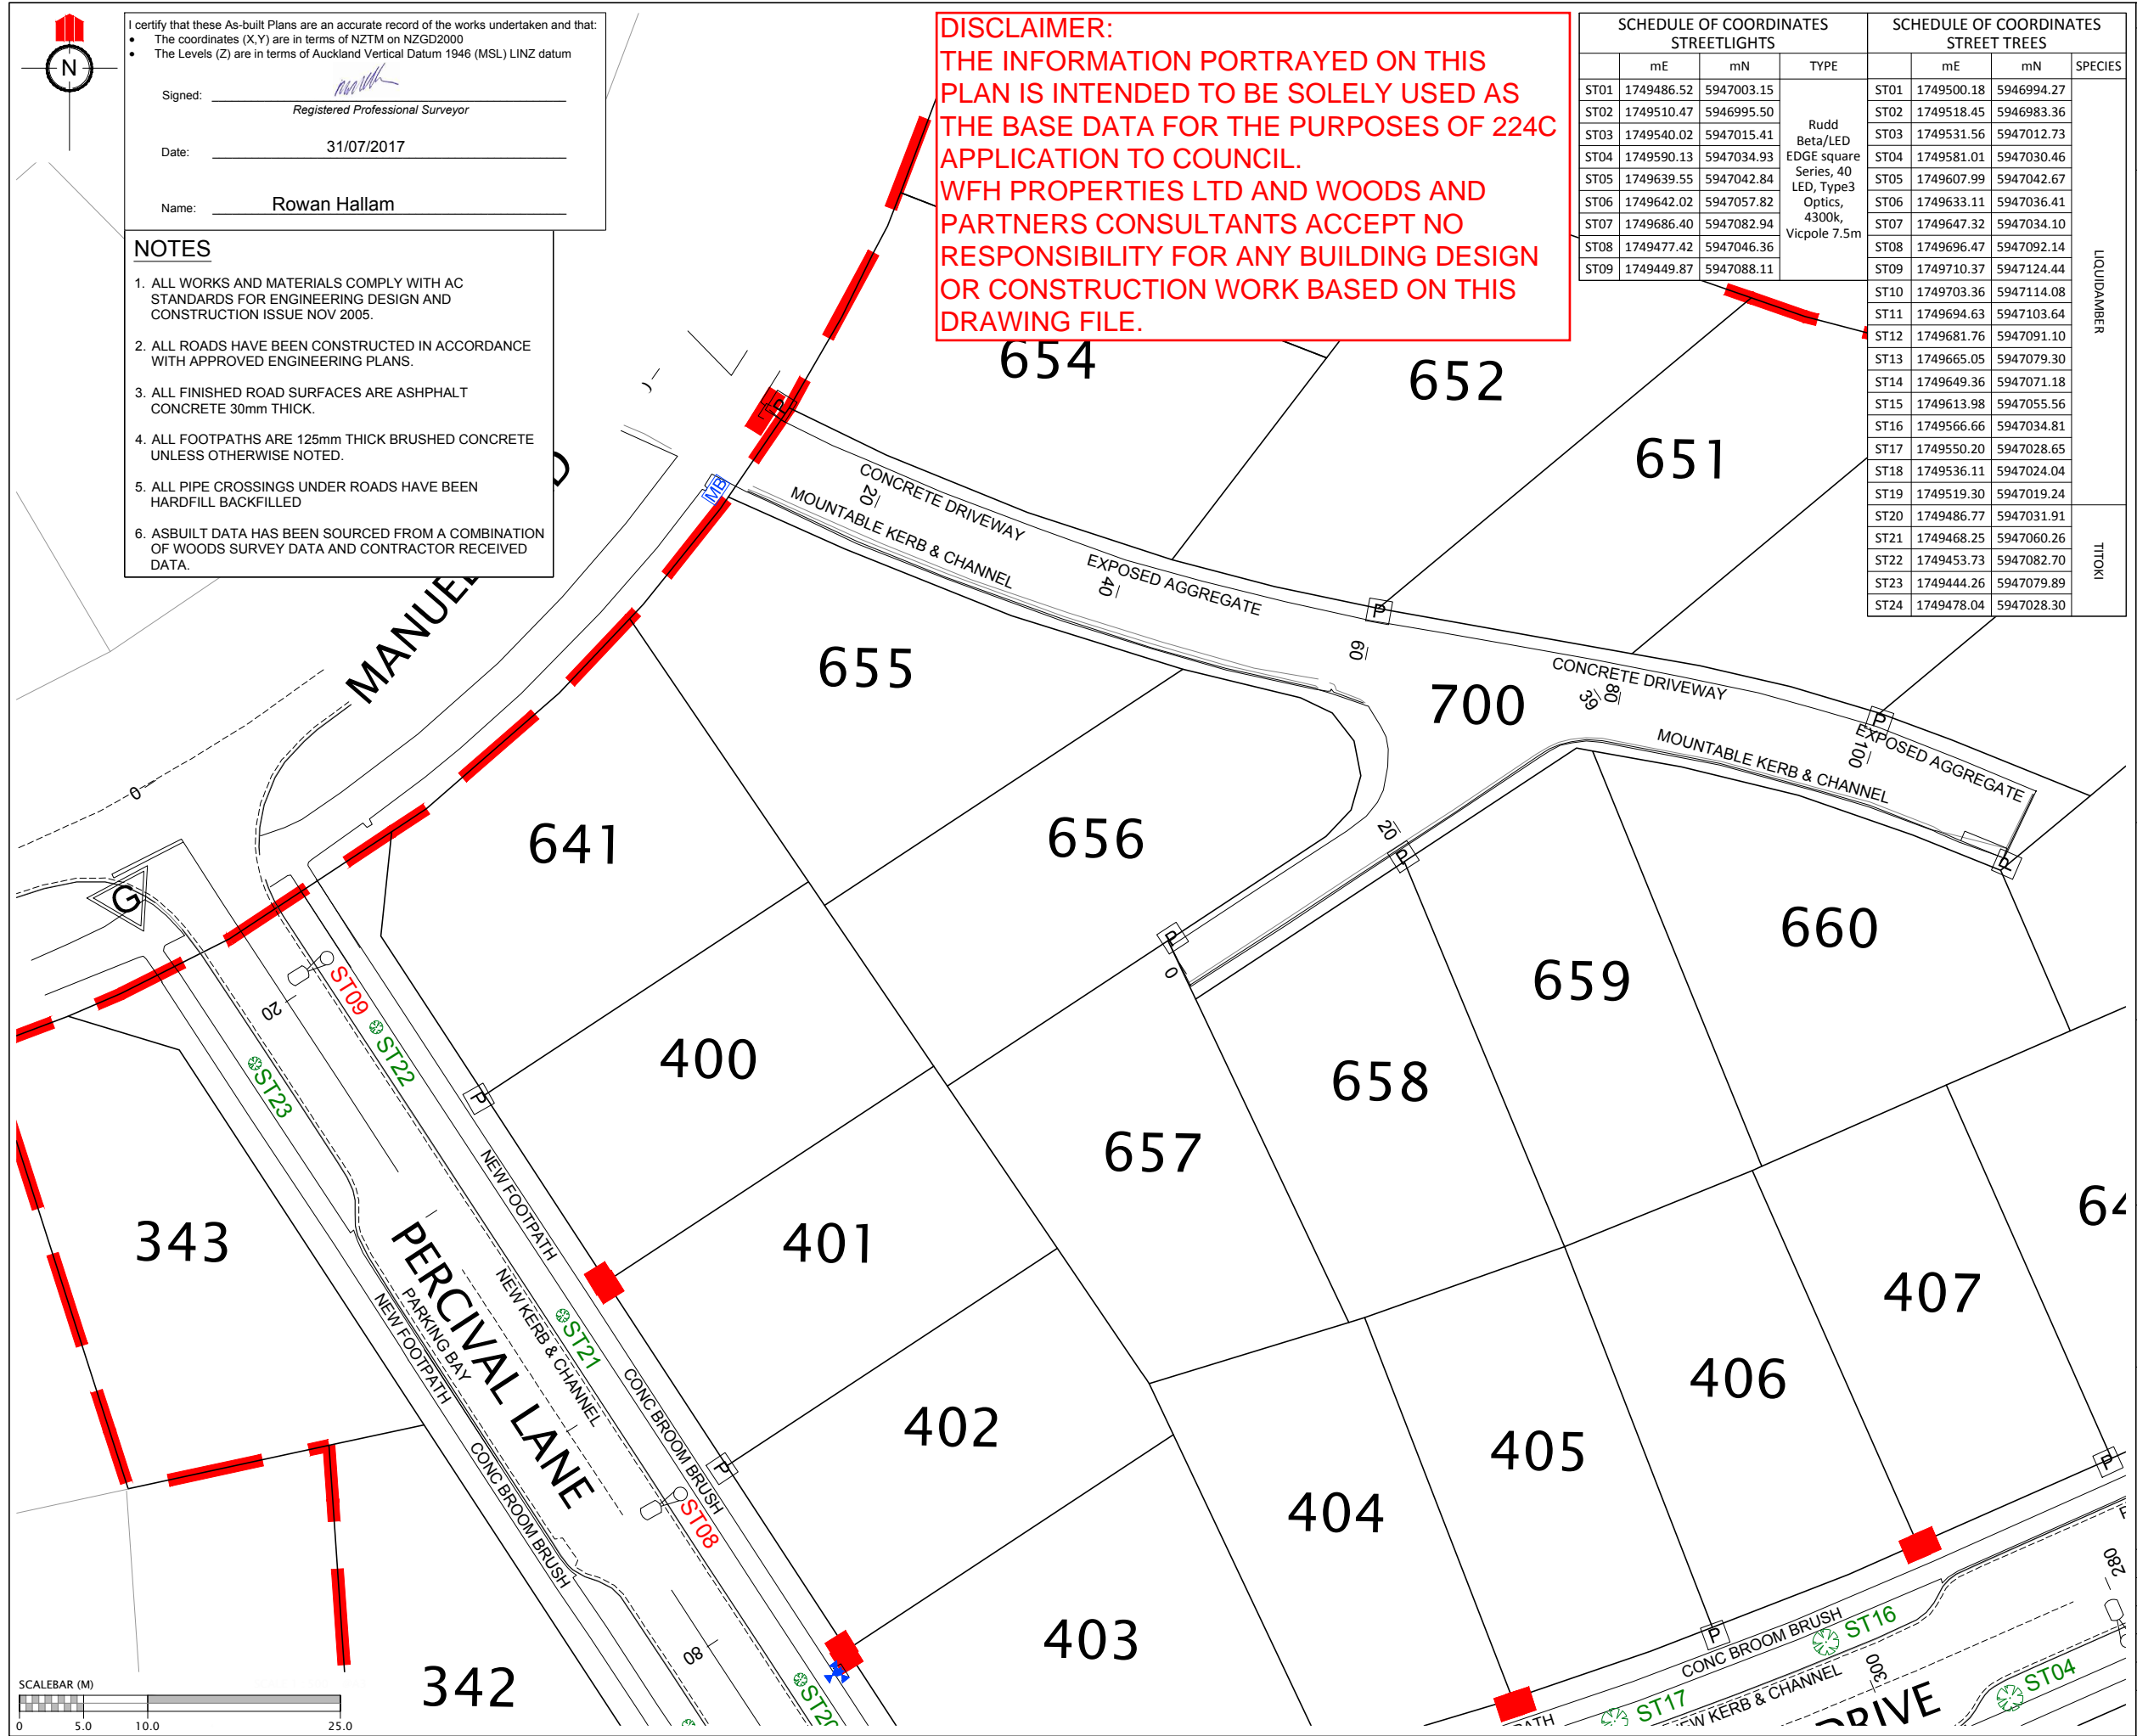 N
I certify that these As-built Plans are an accurate record of the works undertaken and that:
• The coordinates (X,Y) are in terms of NZTM on NZGD2000
• The Levels (Z) are in terms of Auckland Vertical Datum 1946 (MSL) LINZ datum
Signed:
Registered Professional Surveyor
Date: 31/07/2017
Name: Rowan Hallam
NOTES
1. ALL WORKS AND MATERIALS COMPLY WITH AC
STANDARDS FOR ENGINEERING DESIGN AND
CONSTRUCTION ISSUE NOV 2005.
2. ALL ROADS HAVE BEEN CONSTRUCTED IN ACCORDANCE
WITH APPROVED ENGINEERING PLANS.
3. ALL FINISHED ROAD SURFACES ARE ASHPHALT
CONCRETE 30mm THICK.
4. ALL FOOTPATHS ARE 125mm THICK BRUSHED CONCRETE
UNLESS OTHERWISE NOTED.
5. ALL PIPE CROSSINGS UNDER ROADS HAVE BEEN
HARDFILL BACKFILLED
6. ASBUILT DATA HAS BEEN SOURCED FROM A COMBINATION
OF WOODS SURVEY DATA AND CONTRACTOR RECEIVED
DATA.
DISCLAIMER:
THE INFORMATION PORTRAYED ON THIS
PLAN IS INTENDED TO BE SOLELY USED AS
THE BASE DATA FOR THE PURPOSES OF 224C
APPLICATION TO COUNCIL.
WFH PROPERTIES LTD AND WOODS AND
PARTNERS CONSULTANTS ACCEPT NO
RESPONSIBILITY FOR ANY BUILDING DESIGN
OR CONSTRUCTION WORK BASED ON THIS
DRAWING FILE.
SCHEDULE OF COORDINATES
STREETLIGHTS
mE mN TYPE
ST01 1749486.52 5947003.15
ST02 1749510.47 5946995.50
ST03 1749540.02 5947015.41
ST04 1749590.13 5947034.93
ST05 1749639.55 5947042.84
ST06 1749642.02 5947057.82
ST07 1749686.40 5947082.94
ST08 1749477.42 5947046.36
ST09 1749449.87 5947088.11
Rudd
Beta/LED
EDGE square
Series, 40
LED, Type3
Optics,
4300k,
Vicpole 7.5m
SCHEDULE OF COORDINATES
STREET TREES
mE mN SPECIES
ST01 1749500.18 5946994.27
ST02 1749518.45 5946983.36
ST03 1749531.56 5947012.73
ST04 1749581.01 5947030.46
ST05 1749607.99 5947042.67
ST06 1749633.11 5947036.41
ST07 1749647.32 5947034.10
ST08 1749696.47 5947092.14
ST09 1749710.37 5947124.44
ST10 1749703.36 5947114.08
ST11 1749694.63 5947103.64
ST12 1749681.76 5947091.10
ST13 1749665.05 5947079.30
ST14 1749649.36 5947071.18
ST15 1749613.98 5947055.56
ST16 1749566.66 5947034.81
ST17 1749550.20 5947028.65
ST18 1749536.11 5947024.04
ST19 1749519.30 5947019.24
LIQUIDAMBER
ST20 1749486.77 5947031.91
ST21 1749468.25 5947060.26
ST22 1749453.73 5947082.70
ST23 1749444.26 5947079.89
ST24 1749478.04 5947028.30
TITOKI
654
652
651
P
MB
CONCRETE DRIVEWAY
20
MOUNTABLE KERB & CHANNEL
EXPOSED AGGREGATE
40
P
60
655
700
CONCRETE DRIVEWAY
39
80
P
MOUNTABLE KERB & CHANNEL
100
EXPOSED AGGREGATE
P
0
641
656
20
P
G
660
P
0
659
ST09
20
ST22
ST23
400
P
658
657
343
401
NEW FOOTPATH
64
407
PERCIVAL LANE
PARKING BAY
NEW FOOTPATH
NEW KERB & CHANNEL
ST21
CONC BROOM BRUSH
406
402
405
P
P
CONC BROOM BRUSH
ST08
404
403
280
80
ST20
342
P
CONC BROOM BRUSH
ST16
ST17
NEW KERB & CHANNEL
300
ST04
DRIVE
SCALEBAR (M)
0 5.0 10.0 25.0